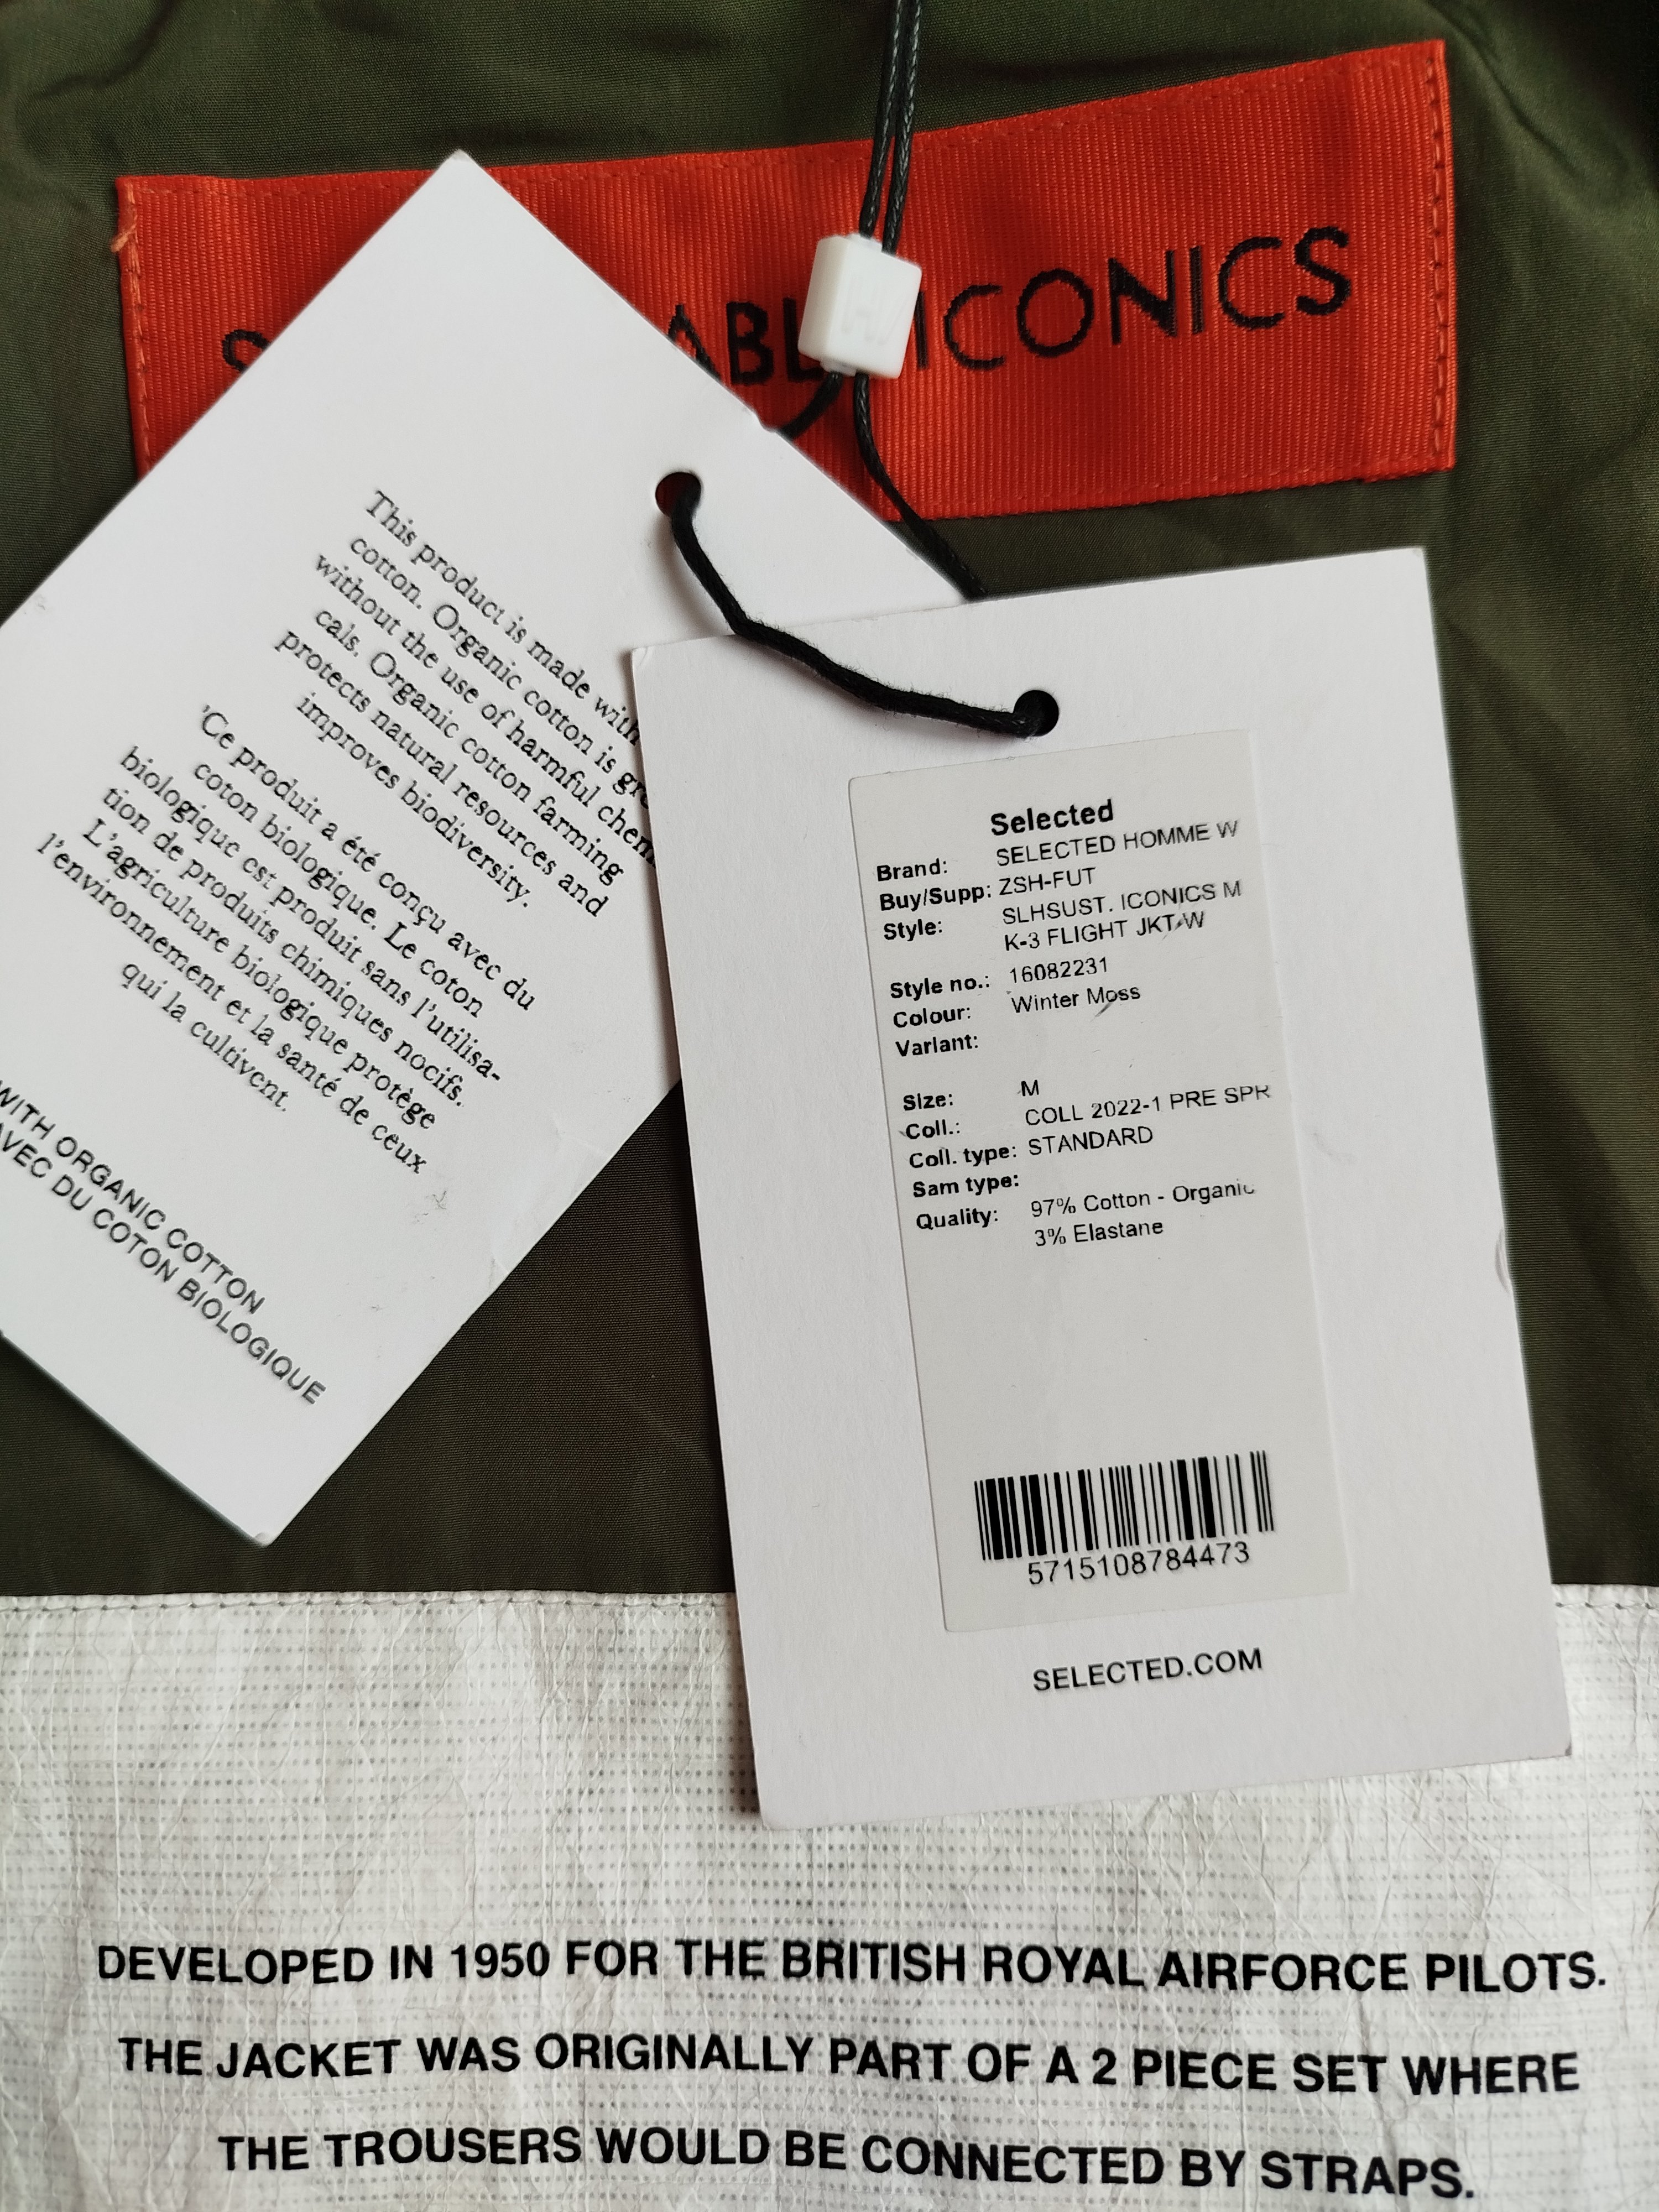 ABL ICONICS
This product is made with
cotton. Organic cotton is
without the use of harmful chem
cals. Organic cotton farming
protects natural resources and
improves biodiversity.
'Ce produit a été conçu avec du
coton biologique. Le coton
biologique est produit sans l'utilisa-
tion de produits chimiques nocifs.
L'agriculture biologique protège
l'environnement et la santé de ceux
qui la cultivent.
WITH ORGANIC COTTON
AVEC DU COTON BIOLOGIQUE
Selected
Brand: SELECTED HOMME W
Buy/Supp: ZSH-FUT
Style: SLHSUST. ICONICS M
K-3 FLIGHT JKT W
Style no.: 16082231
Colour: Winter Moss
Variant:
Size: M
Coll.: COLL 2022-1 PRE SPR
Coll. type: STANDARD
Sam type:
Quality: 97% Cotton - Organic
3% Elastane
5715108784473
SELECTED.COM
DEVELOPED IN 1950 FOR THE BRITISH ROYAL AIRFORCE PILOTS.
THE JACKET WAS ORIGINALLY PART OF A 2 PIECE SET WHERE
THE TROUSERS WOULD BE CONNECTED BY STRAPS.